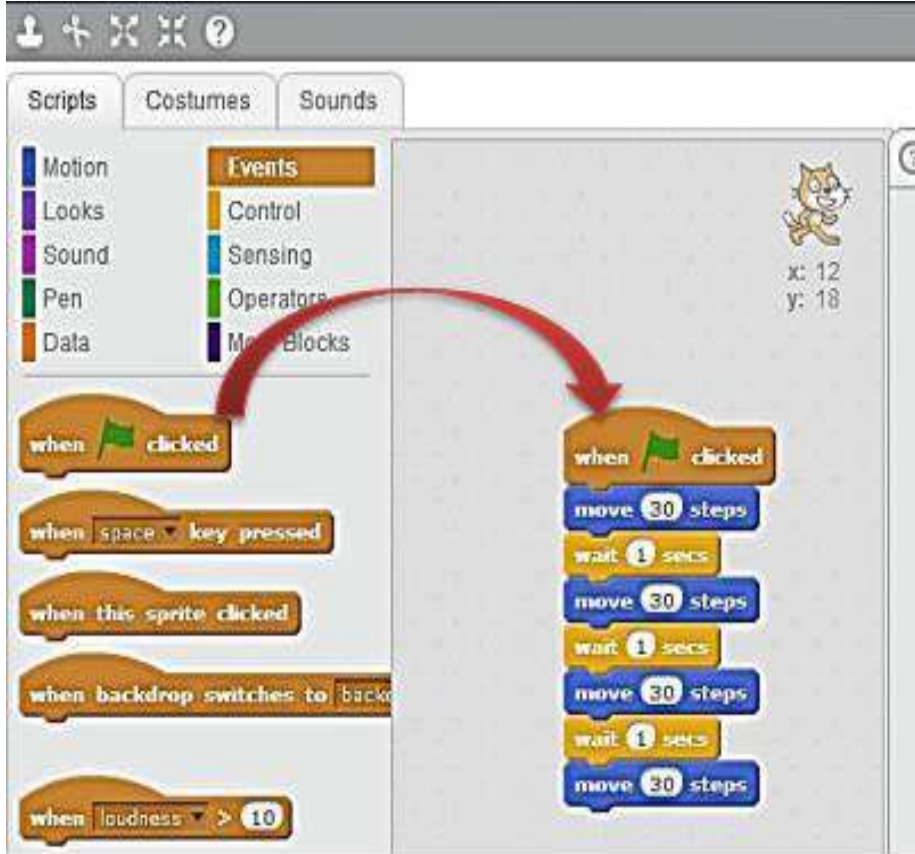 Scripts Costumes Sounds
Motion Events
Looks Control
Sound Sensing
Pen Operators
Data More Blocks
when clicked
when space key pressed
when this sprite clicked
when backdrop switches to
when loudness > 10
x: 12
y: 18
when clicked
move 30 steps
wait 1 secs
move 30 steps
wait 1 secs
move 30 steps
wait 1 secs
move 30 steps